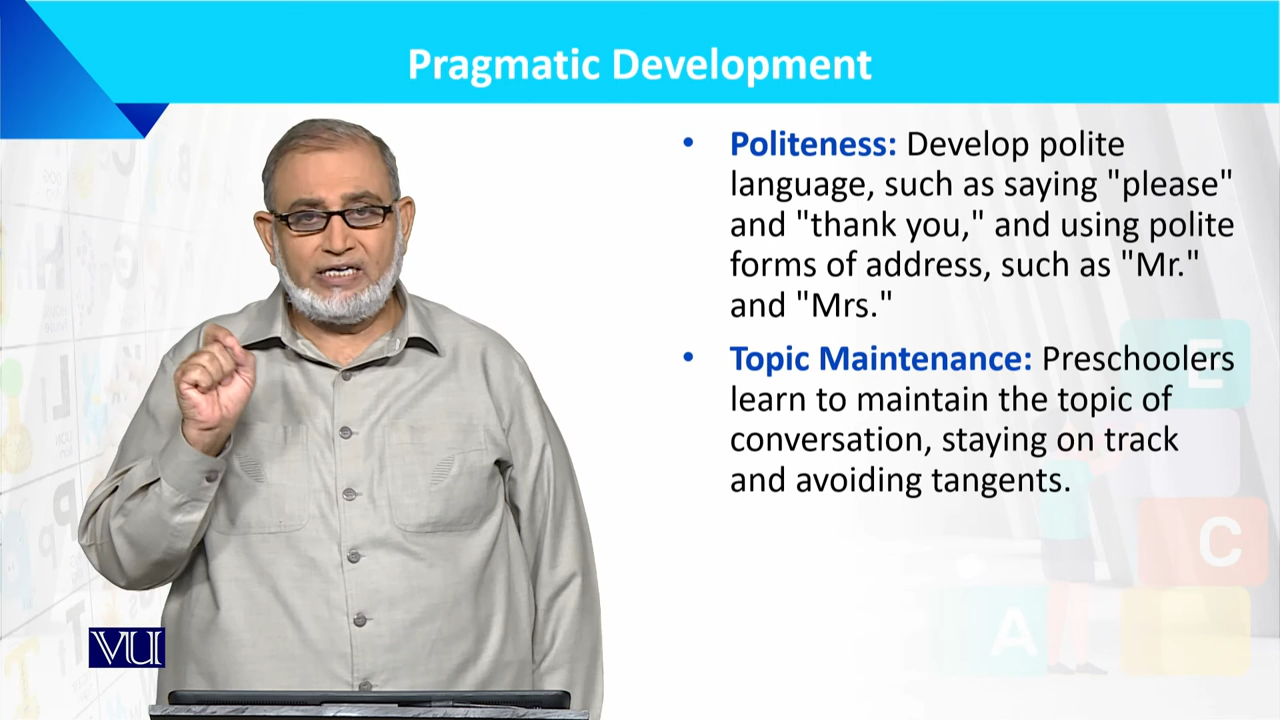 Pragmatic Development
• Politeness: Develop polite
language, such as saying "please"
and "thank you," and using polite
forms of address, such as "Mr."
and "Mrs."
• Topic Maintenance: Preschoolers
learn to maintain the topic of
conversation, staying on track
and avoiding tangents.
E
C
A
VU